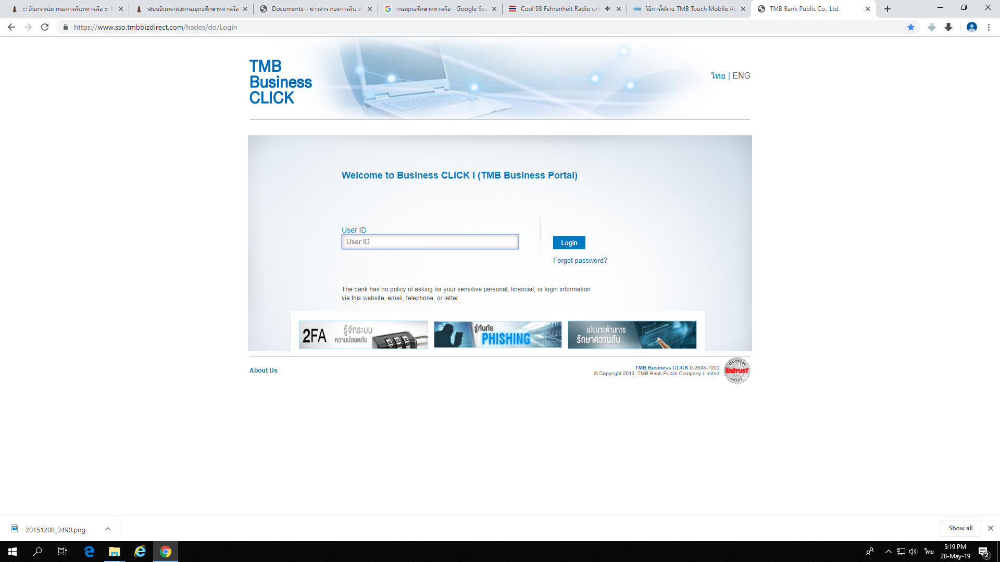 ::: อินทราเน็ต กรมการเงินทหารเรือ ::: N
ระบบอินทราเน็ตกรมยุทธศึกษาทหารเรือ
Documents – ข่าวสาร กองการเงิน ย
กรมยุทธศึกษาทหารเรือ - Google Sea
Cool 93 Fahrenheit Radio onl
TMB วิธีการใช้งาน TMB Touch Mobile Ap
TMB Bank Public Co., Ltd.
https://www.sso.tmbbizdirect.com/hades/do/Login
TMB
Business
CLICK
ไทย | ENG
Welcome to Business CLICK I (TMB Business Portal)
User ID
User ID
Login
Forgot password?
The bank has no policy of asking for your sensitive personal, financial, or login information
via this website, email, telephone, or letter.
2FA
รู้จักระบบ
ความปลอดภัย
รู้ทันภัย
PHISHING
นโยบายด้านการ
รักษาความลับ
Password
Sign in
About Us
TMB Business CLICK 0-2643-7000
© Copyright 2013. TMB Bank Public Company Limited
SECURED BY
Entrust
SSL
VERIFY
20151208_2490.png
Show all
ไทย
5:19 PM
28-May-19
2